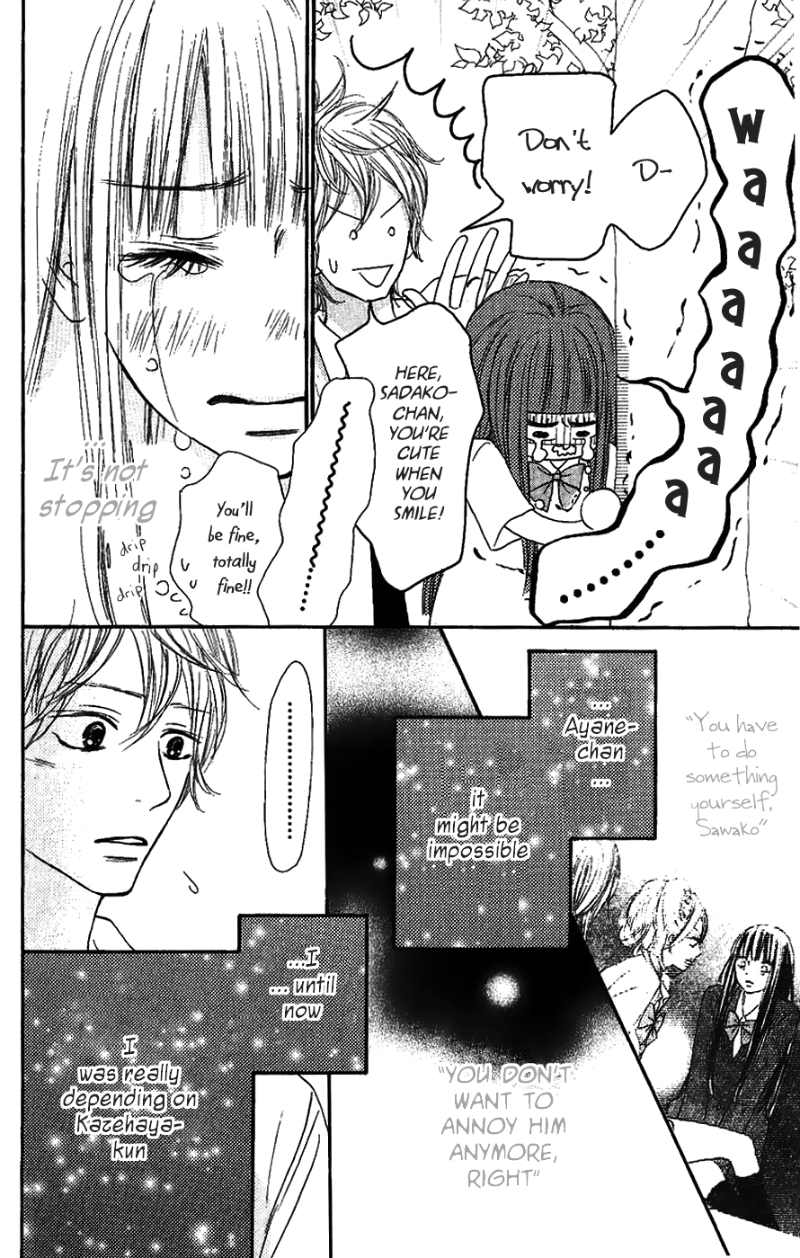 W
a
a
a
a
a
a
a
........
D-
Don't
worry!
HERE,
SADAKO-
CHAN,
YOU'RE
CUTE
WHEN
YOU
SMILE!
You'll
be fine,
totally
fine!!
...
It's not
stopping
drip
drip
drip
"You have
to do
something
yourself,
Sawako"
...
Ayane-
chan
...
it
might be
impossible
"YOU DON'T
WANT TO
ANNOY HIM
ANYMORE,
RIGHT"
...I
... until
now
I
was really
depending on
Kazehaya-
kun